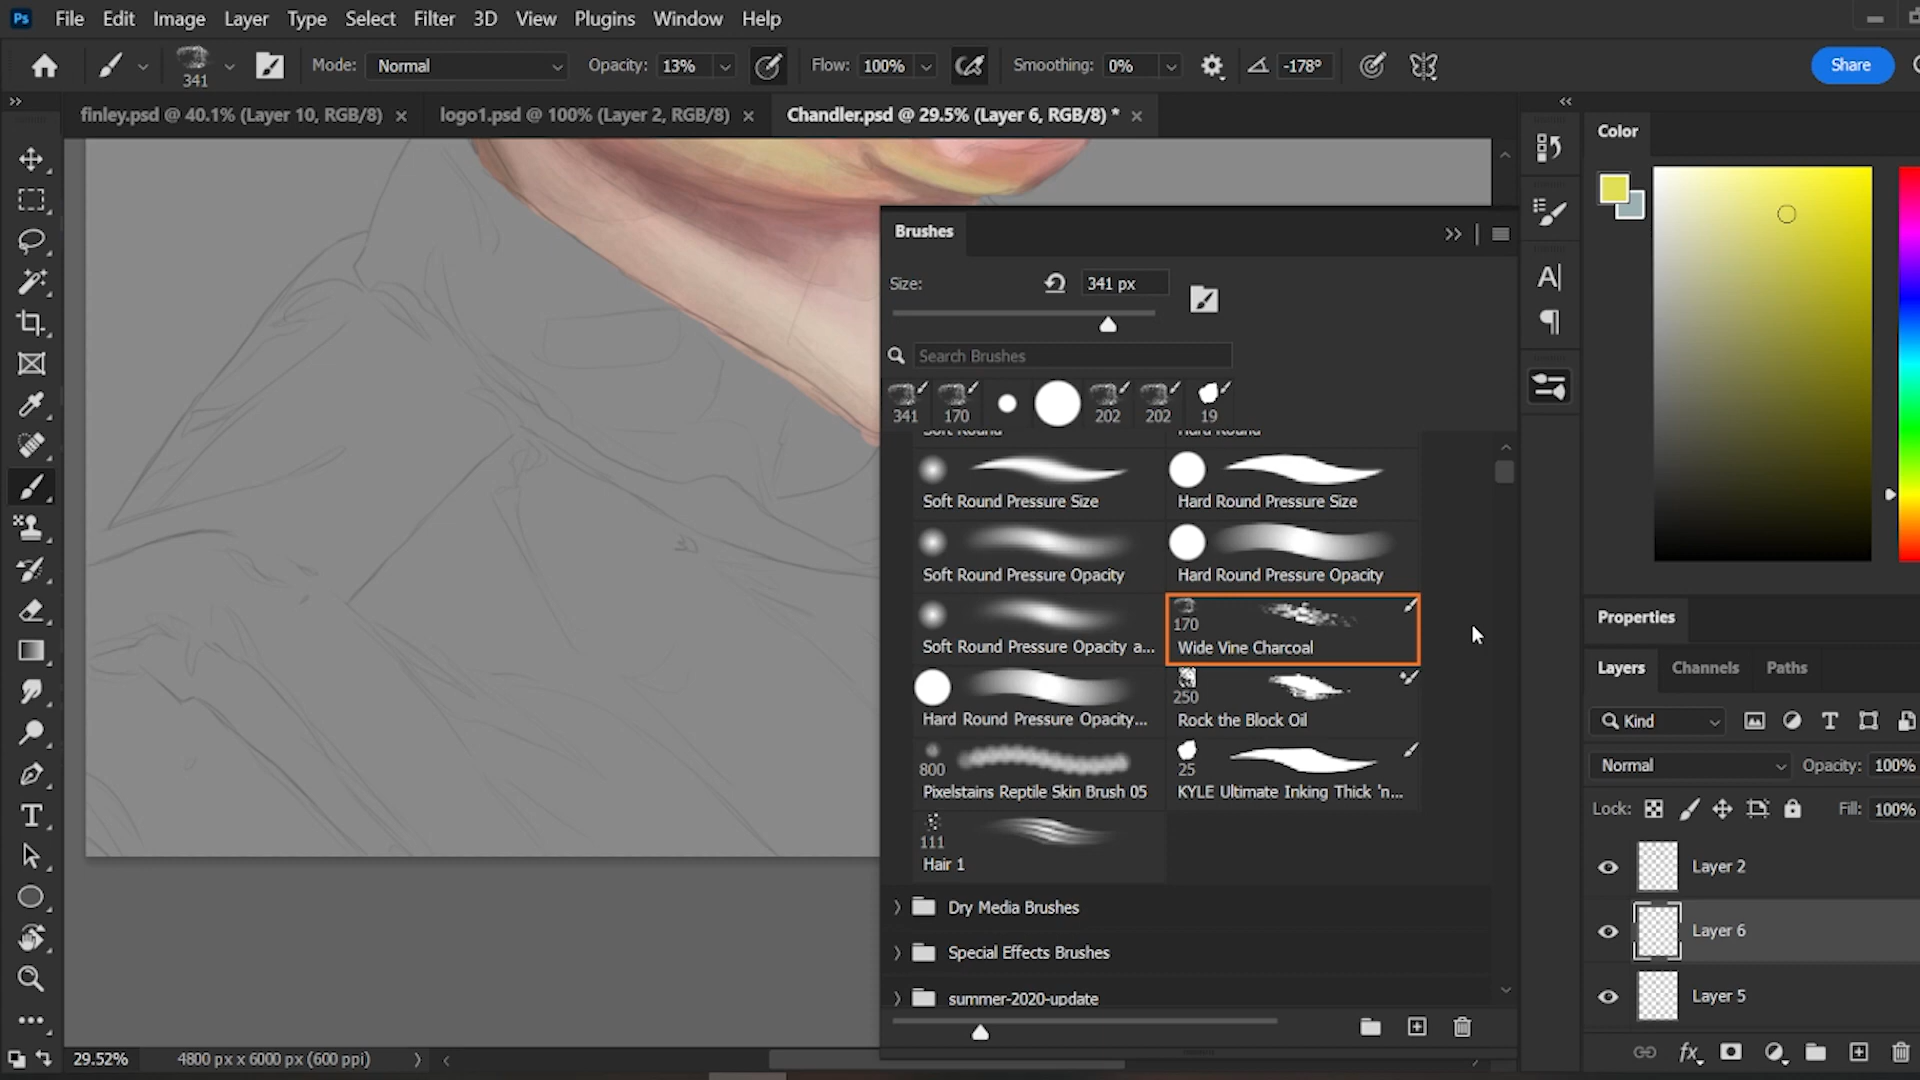 Ps File Edit Image Layer Type Select Filter 3D View Plugins Window Help
341 Mode: Normal Opacity: 13% Flow: 100% Smoothing: 0% -178° Share
finley.psd @ 40.1% (Layer 10, RGB/8) × logo1.psd @ 100% (Layer 2, RGB/8) × Chandler.psd @ 29.5% (Layer 6, RGB/8) * ×
Color
Brushes
Size: 341 px
Search Brushes
341 170 202 202 19
Soft Round Hard Round
Soft Round Pressure Size Hard Round Pressure Size
Soft Round Pressure Opacity Hard Round Pressure Opacity
170
Soft Round Pressure Opacity a... Wide Vine Charcoal
250
Hard Round Pressure Opacity... Rock the Block Oil
800 25
Pixelstains Reptile Skin Brush 05 KYLE Ultimate Inking Thick 'n...
111
Hair 1
Dry Media Brushes
Special Effects Brushes
summer-2020-update
Properties
Layers Channels Paths
Kind
Normal Opacity: 100%
Lock: Fill: 100%
Layer 2
Layer 6
Layer 5
fx
29.52% 4800 px x 6000 px (600 ppi)